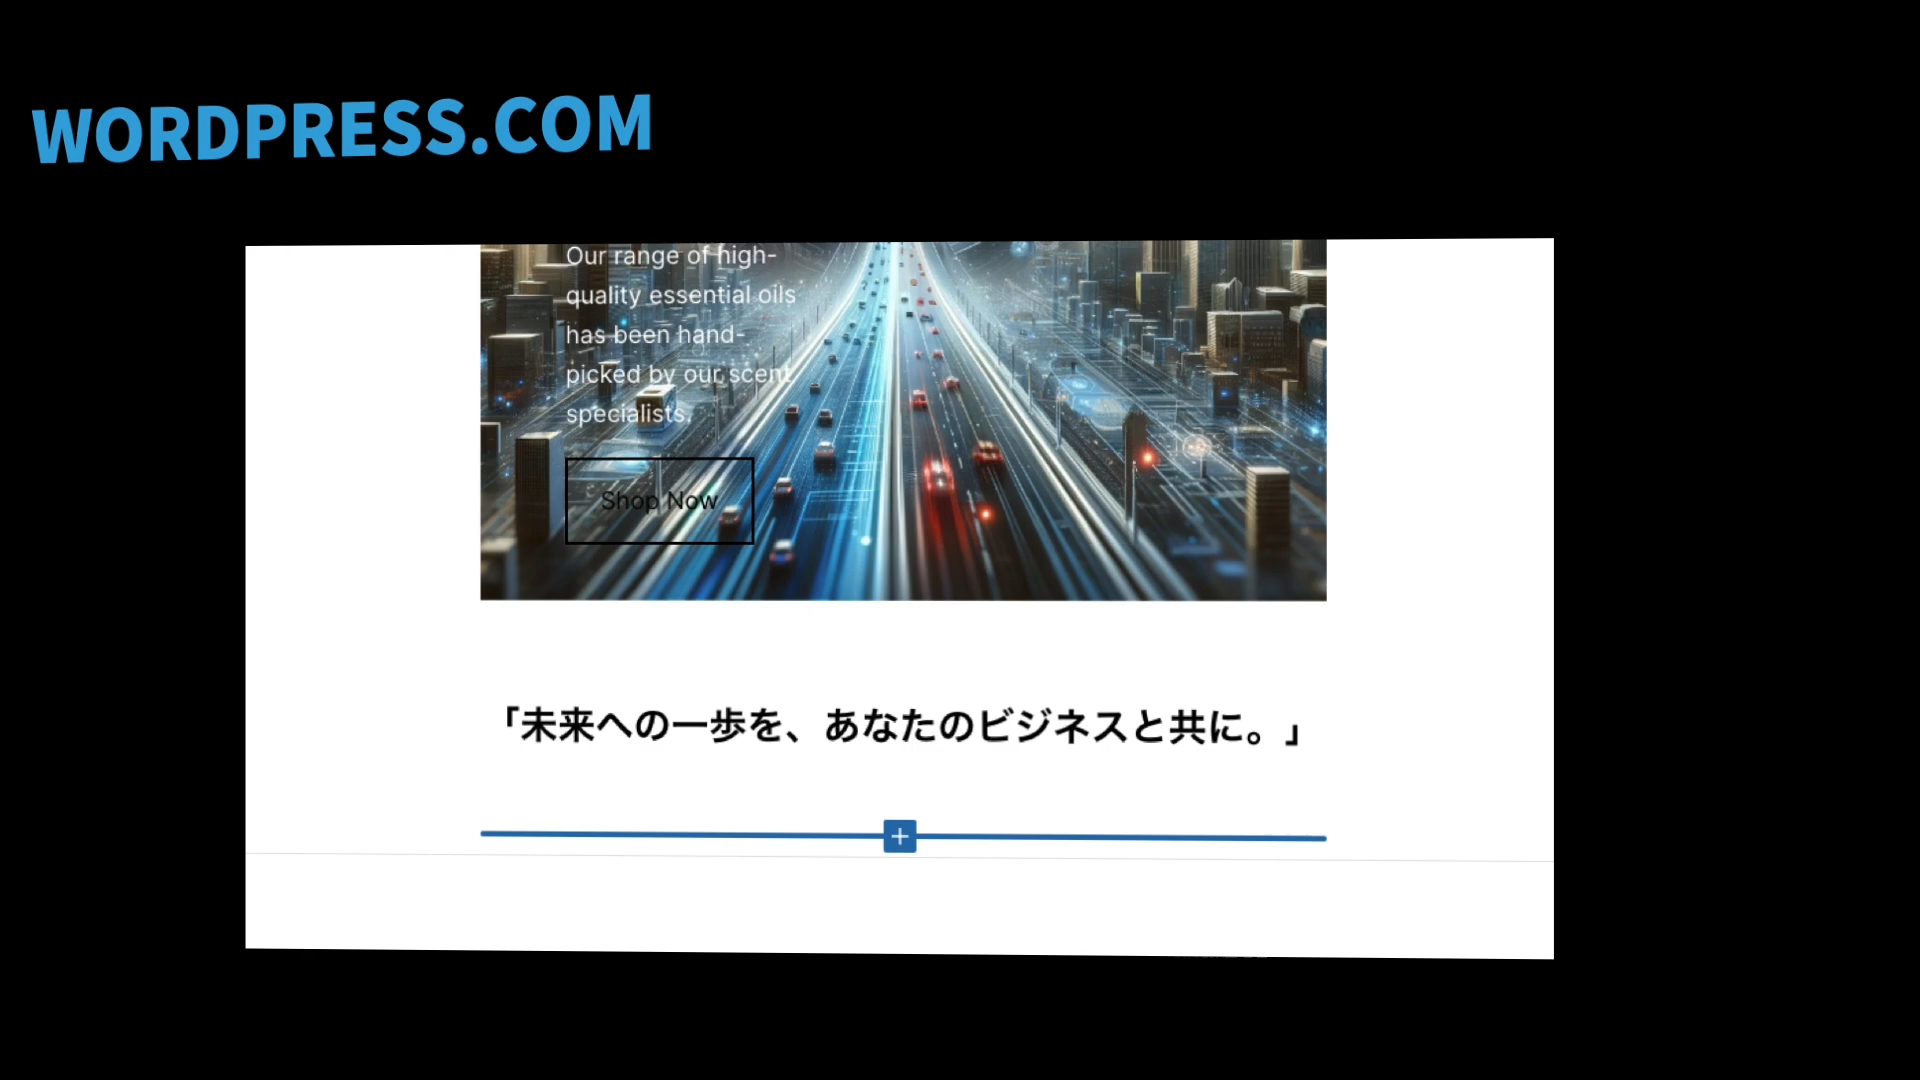 WORDPRESS.COM
Our range of high-
quality essential oils
has been hand-
picked by our scent
specialists.
Shop Now
「未来への一歩を、あなたのビジネスと共に。」